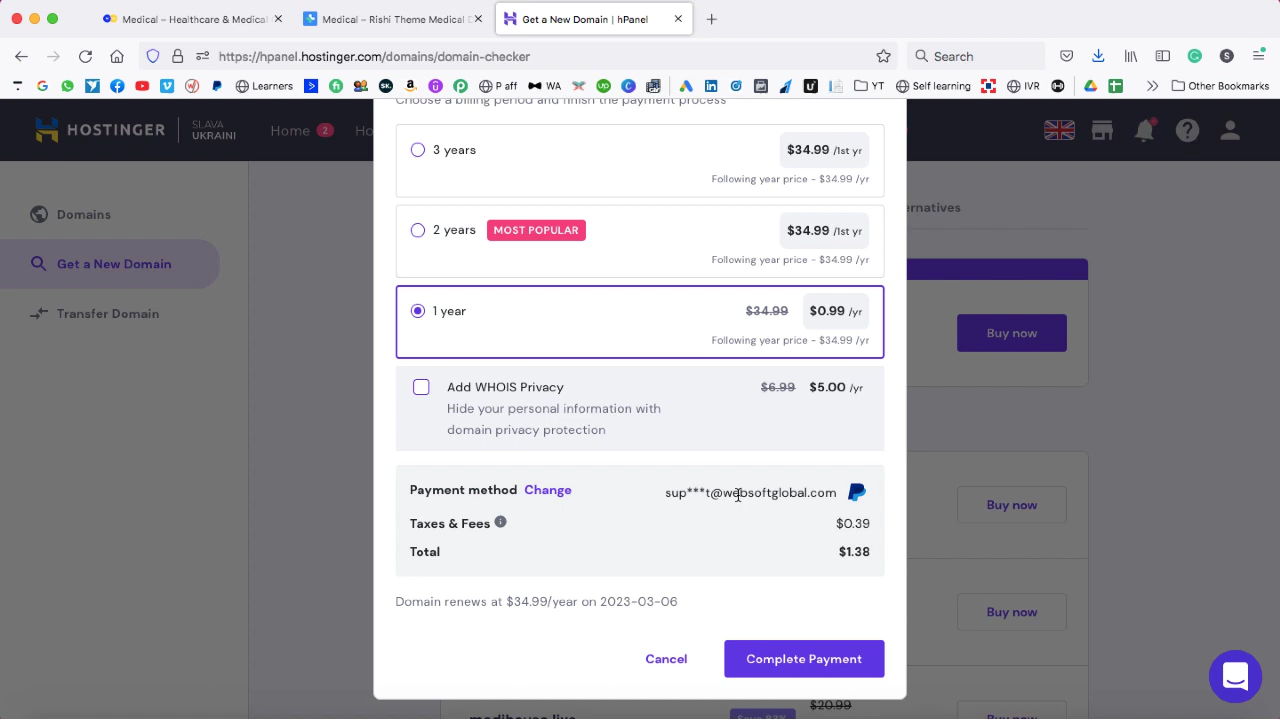 Medical – Healthcare & Medical
Medical – Rishi Theme Medical
Get a New Domain | hPanel
https://hpanel.hostinger.com/domains/domain-checker
Search
Learners
P aff
WA
YT
Self learning
IVR
Other Bookmarks
HOSTINGER
SLAVA
UKRAINI
Home 2
Ho
Domains
Get a New Domain
Transfer Domain
Choose a billing period and finish the payment process
3 years
$34.99 /1st yr
Following year price - $34.99 /yr
2 years MOST POPULAR
$34.99 /1st yr
Following year price - $34.99 /yr
1 year
$34.99 $0.99 /yr
Following year price - $34.99 /yr
Add WHOIS Privacy
$6.99 $5.00 /yr
Hide your personal information with
domain privacy protection
Payment method Change
sup***t@websoftglobal.com
Taxes & Fees $0.39
Total $1.38
Domain renews at $34.99/year on 2023-03-06
Cancel
Complete Payment
ernatives
Buy now
Buy now
Buy now
$20.99
medihouse.live
Save 83%
Buy now